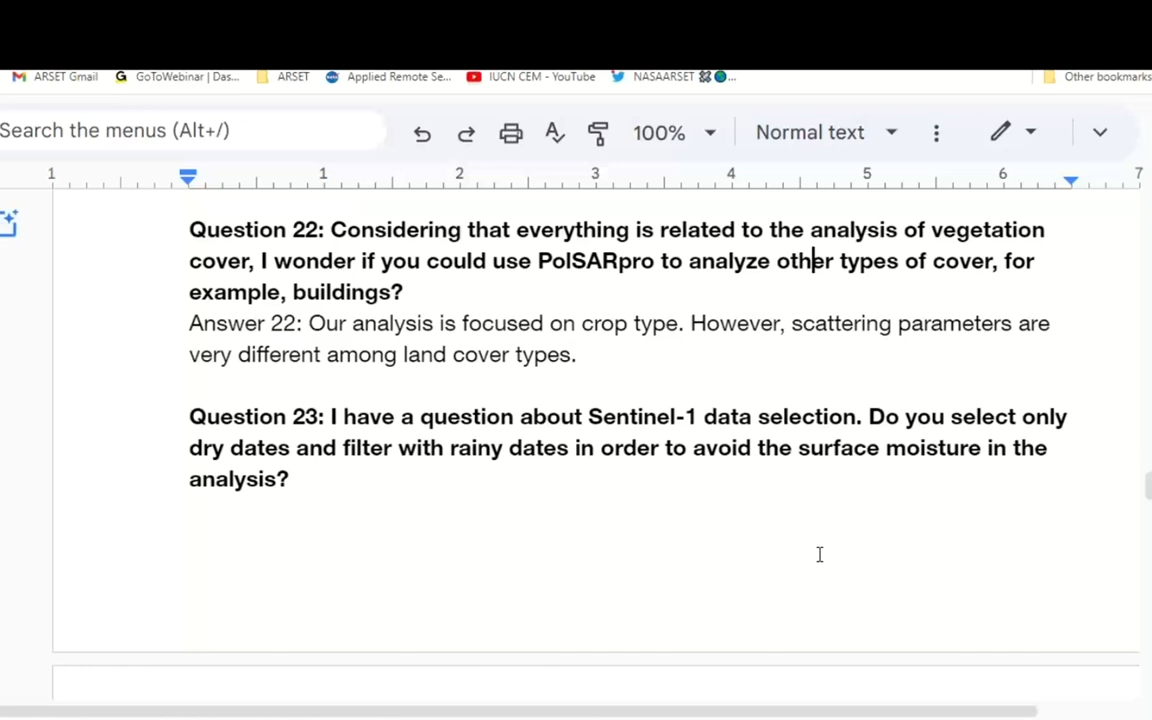 ARSET Gmail GoToWebinar | Das... ARSET Applied Remote Se... IUCN CEM - YouTube NASAARSET 🛰🌎... Other bookmarks
Search the menus (Alt+/) 100% Normal text
1 1 2 3 4 5 6 7
Question 22: Considering that everything is related to the analysis of vegetation
cover, I wonder if you could use PolSARpro to analyze other types of cover, for
example, buildings?
Answer 22: Our analysis is focused on crop type. However, scattering parameters are
very different among land cover types.
Question 23: I have a question about Sentinel-1 data selection. Do you select only
dry dates and filter with rainy dates in order to avoid the surface moisture in the
analysis?